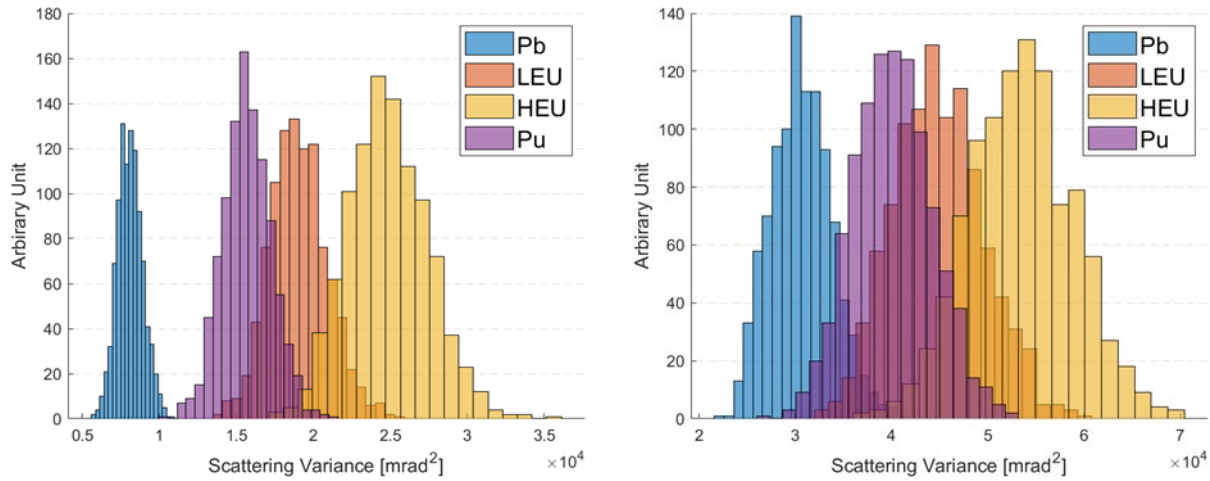 180
160
140
120
100
80
60
40
20
0
Arbirary Unit
Pb
LEU
HEU
Pu
0.5 1 1.5 2 2.5 3 3.5
Scattering Variance [mrad²] ×10⁴
140
120
100
80
60
40
20
0
Arbirary Unit
Pb
LEU
HEU
Pu
2 3 4 5 6 7
Scattering Variance [mrad²] ×10⁴